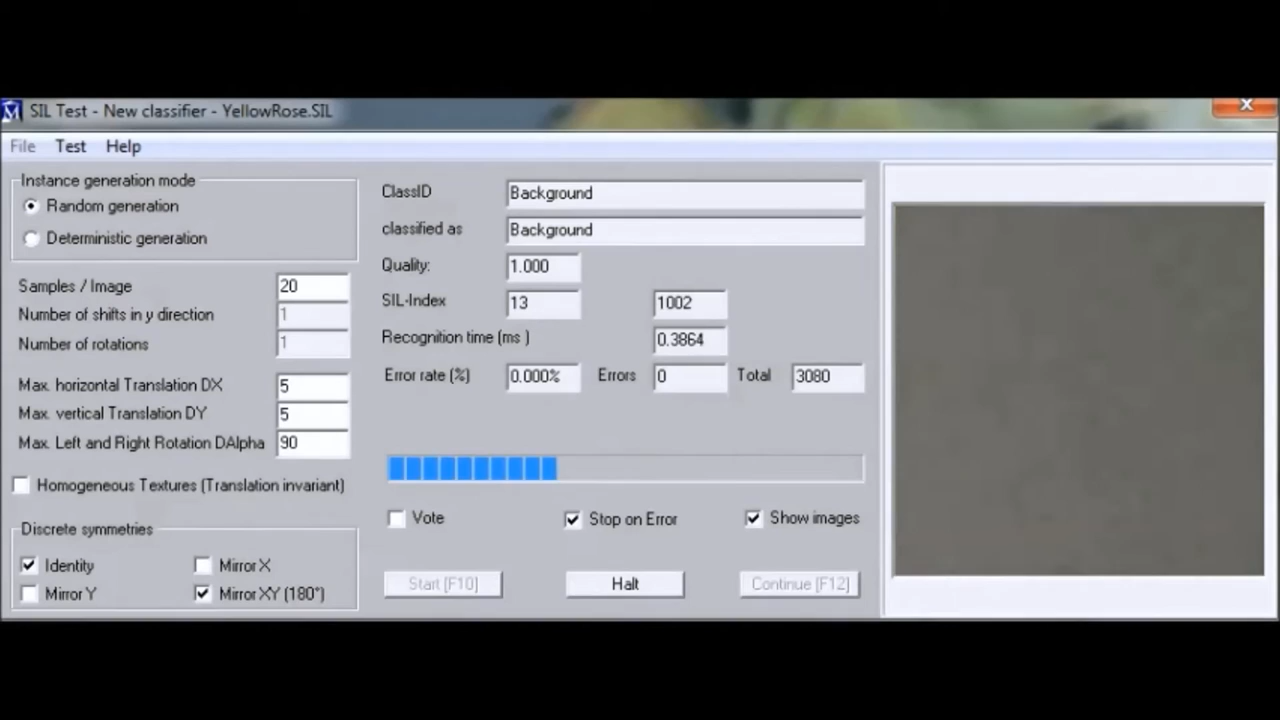 SIL Test - New classifier - YellowRose.SIL
File Test Help
Instance generation mode
Random generation
Deterministic generation
Samples / Image 20
Number of shifts in y direction 1
Number of rotations 1
Max. horizontal Translation DX 5
Max. vertical Translation DY 5
Max. Left and Right Rotation DAlpha 90
Homogeneous Textures (Translation invariant)
Discrete symmetries
Identity Mirror X
Mirror Y Mirror XY (180°)
ClassID Background
classified as Background
Quality: 1.000
SIL-Index 13 1002
Recognition time (ms ) 0.3864
Error rate (%) 0.000% Errors 0 Total 3080
Vote Stop on Error Show images
Start [F10] Halt Continue [F12]